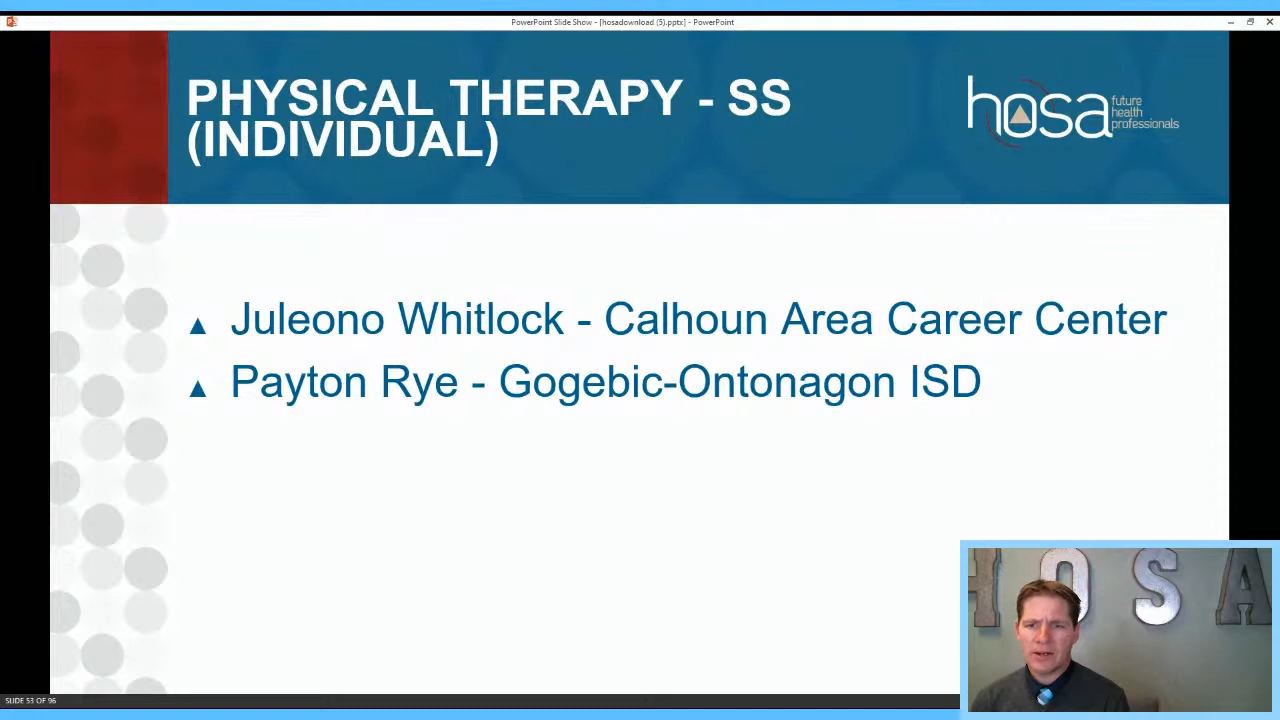 PowerPoint Slide Show - [hosadownload (5).pptx] - PowerPoint
PHYSICAL THERAPY - SS
(INDIVIDUAL)
hosa future
health
professionals
▲ Juleono Whitlock - Calhoun Area Career Center
▲ Payton Rye - Gogebic-Ontonagon ISD
HOSA
SLIDE 53 OF 96